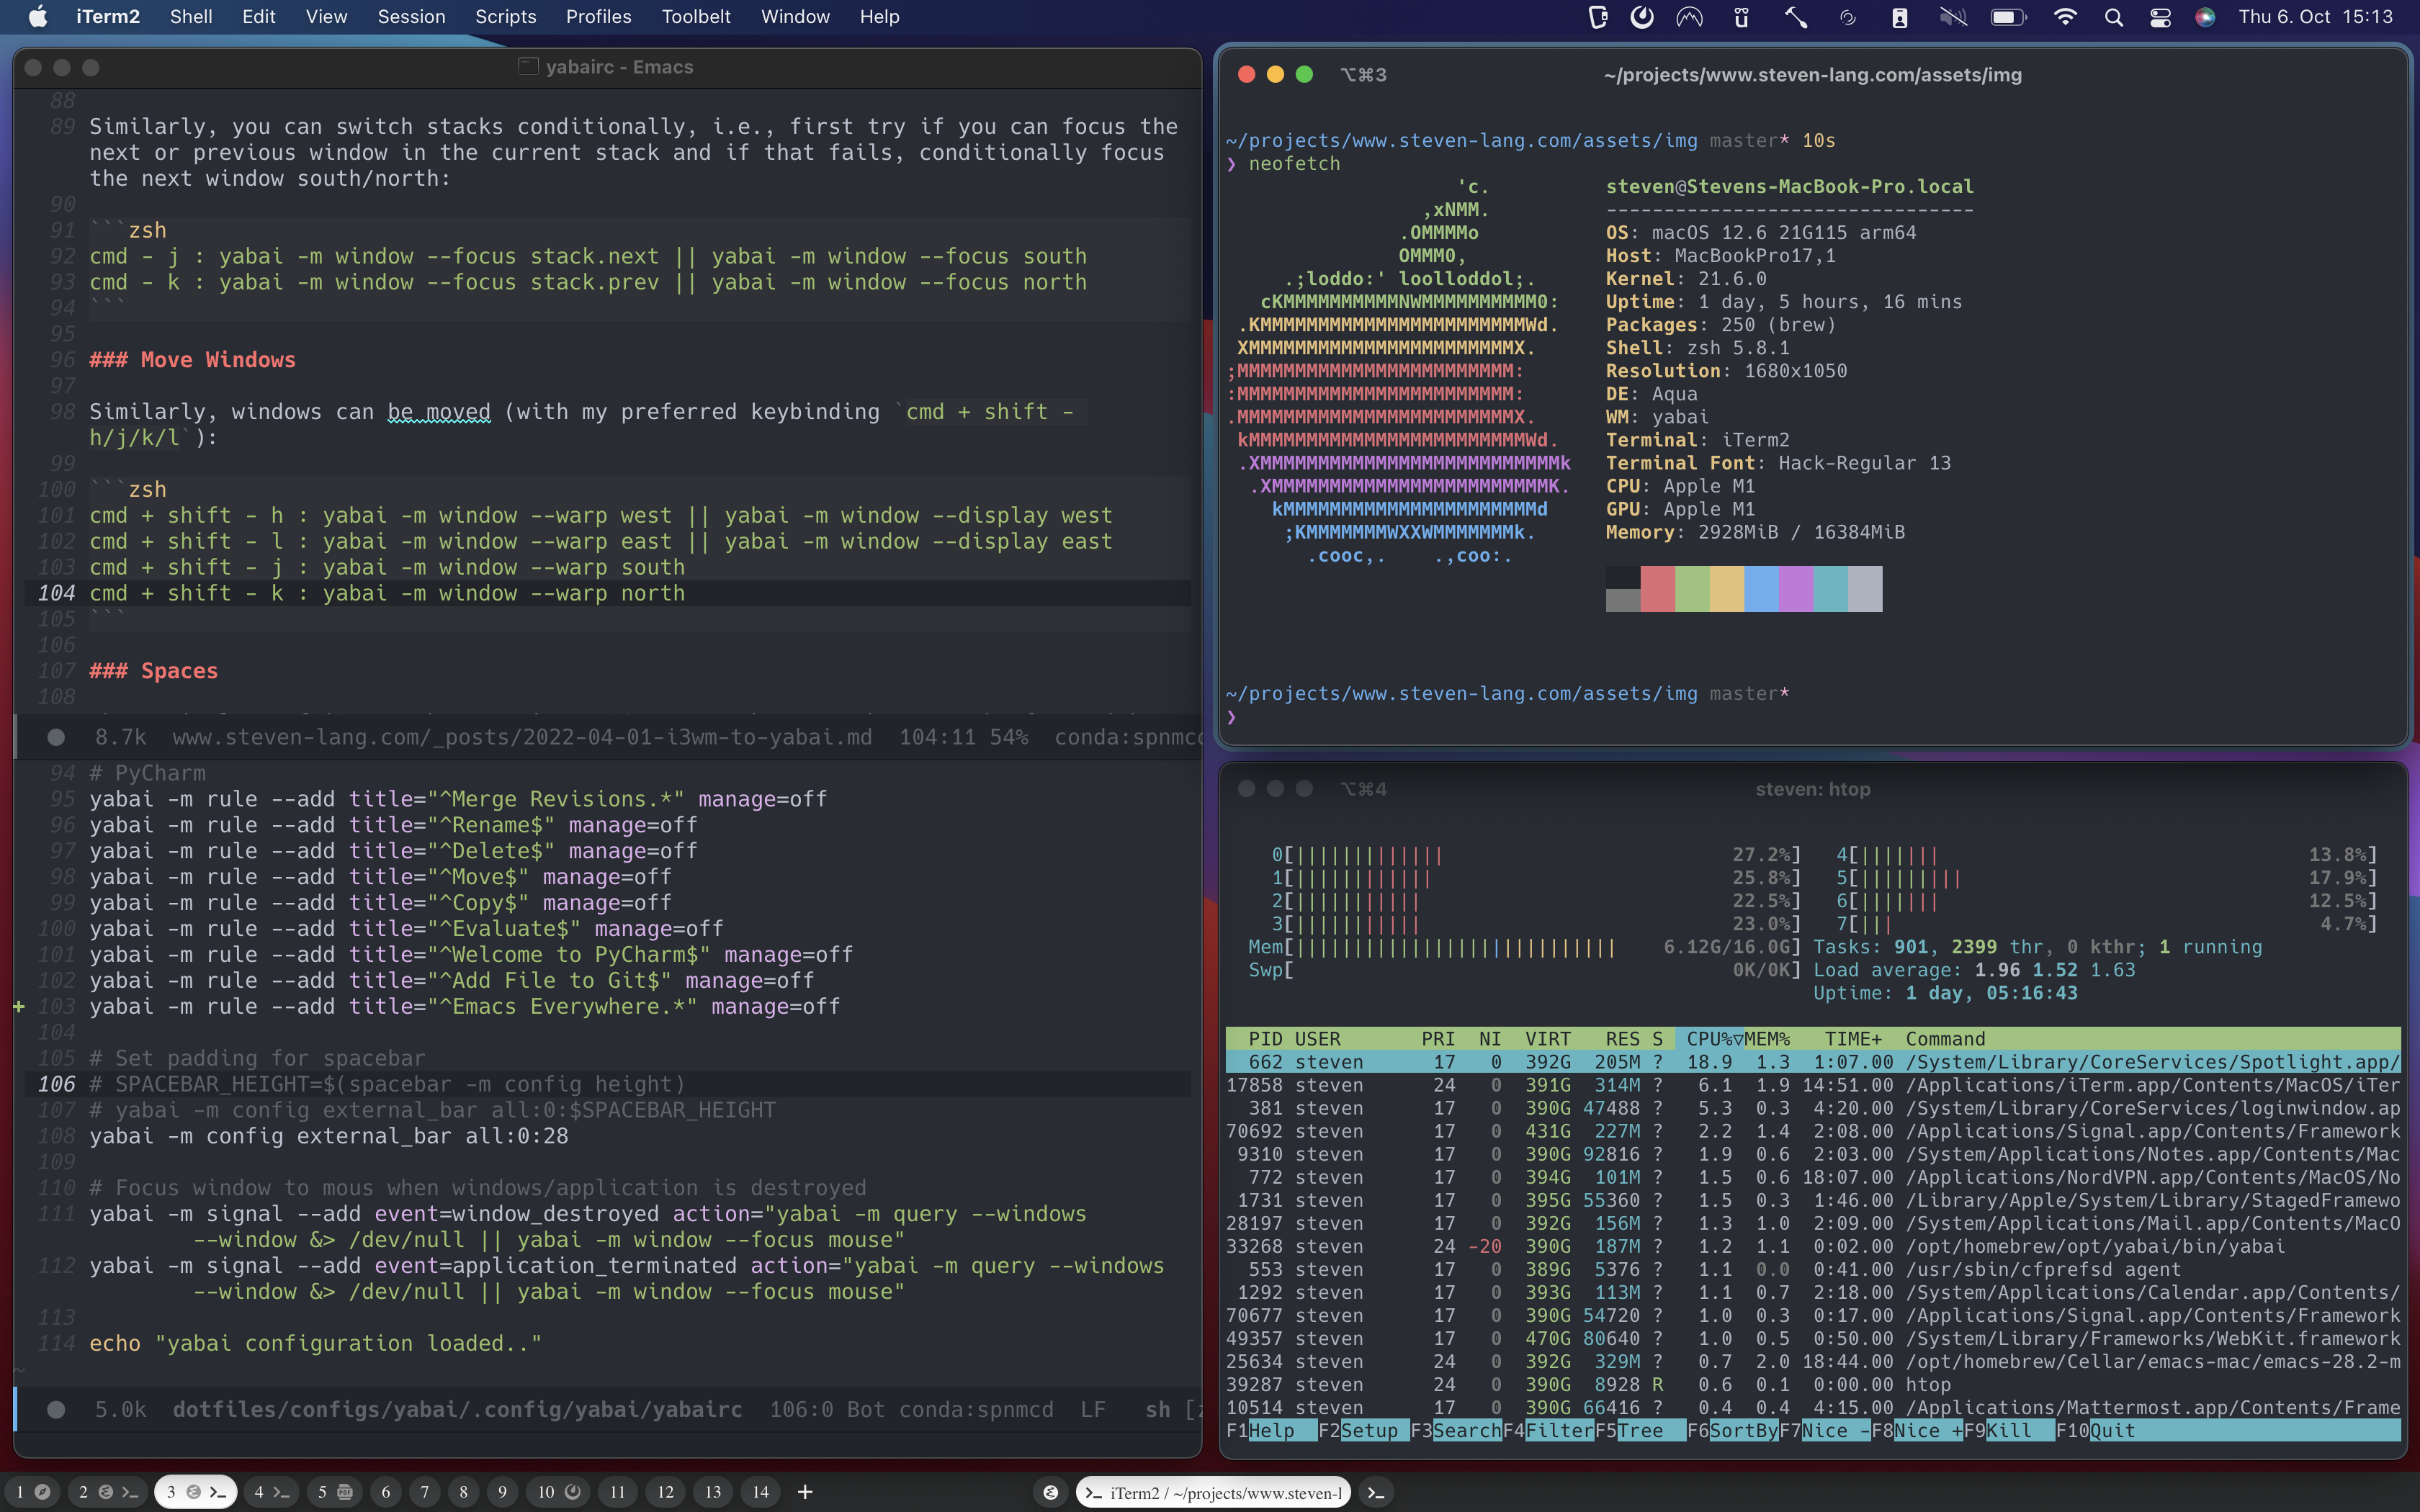 iTerm2 Shell Edit View Session Scripts Profiles Toolbelt Window Help
Thu 6. Oct 15:13
yabairc - Emacs
88
89 Similarly, you can switch stacks conditionally, i.e., first try if you can focus the
next or previous window in the current stack and if that fails, conditionally focus
the next window south/north:
90
91 ```zsh
92 cmd - j : yabai -m window --focus stack.next || yabai -m window --focus south
93 cmd - k : yabai -m window --focus stack.prev || yabai -m window --focus north
94 ```
95
96 ### Move Windows
97
98 Similarly, windows can be moved (with my preferred keybinding `cmd + shift -
h/j/k/l`):
99
100 ```zsh
101 cmd + shift - h : yabai -m window --warp west || yabai -m window --display west
102 cmd + shift - l : yabai -m window --warp east || yabai -m window --display east
103 cmd + shift - j : yabai -m window --warp south
104 cmd + shift - k : yabai -m window --warp north
105 ```
106
107 ### Spaces
108
8.7k www.steven-lang.com/_posts/2022-04-01-i3wm-to-yabai.md 104:11 54% conda:spnmcd
94 # PyCharm
95 yabai -m rule --add title="^Merge Revisions.*" manage=off
96 yabai -m rule --add title="^Rename$" manage=off
97 yabai -m rule --add title="^Delete$" manage=off
98 yabai -m rule --add title="^Move$" manage=off
99 yabai -m rule --add title="^Copy$" manage=off
100 yabai -m rule --add title="^Evaluate$" manage=off
101 yabai -m rule --add title="^Welcome to PyCharm$" manage=off
102 yabai -m rule --add title="^Add File to Git$" manage=off
+ 103 yabai -m rule --add title="^Emacs Everywhere.*" manage=off
104
105 # Set padding for spacebar
106 # SPACEBAR_HEIGHT=$(spacebar -m config height)
107 # yabai -m config external_bar all:0:$SPACEBAR_HEIGHT
108 yabai -m config external_bar all:0:28
109
110 # Focus window to mous when windows/application is destroyed
111 yabai -m signal --add event=window_destroyed action="yabai -m query --windows
--window &> /dev/null || yabai -m window --focus mouse"
112 yabai -m signal --add event=application_terminated action="yabai -m query --windows
--window &> /dev/null || yabai -m window --focus mouse"
113
114 echo "yabai configuration loaded.."
~
5.0k dotfiles/configs/yabai/.config/yabai/yabairc 106:0 Bot conda:spnmcd LF sh [z
⌥⌘3 ~/projects/www.steven-lang.com/assets/img
~/projects/www.steven-lang.com/assets/img master* 10s
❯ neofetch
'c. steven@Stevens-MacBook-Pro.local
,xNMM. --------------------------------
.OMMMMo OS: macOS 12.6 21G115 arm64
OMMM0, Host: MacBookPro17,1
.;loddo:' loolloddol;. Kernel: 21.6.0
cKMMMMMMMMMMNWMMMMMMMMMM0: Uptime: 1 day, 5 hours, 16 mins
.KMMMMMMMMMMMMMMMMMMMMMMMWd. Packages: 250 (brew)
XMMMMMMMMMMMMMMMMMMMMMMMX. Shell: zsh 5.8.1
;MMMMMMMMMMMMMMMMMMMMMMMM: Resolution: 1680x1050
:MMMMMMMMMMMMMMMMMMMMMMMM: DE: Aqua
.MMMMMMMMMMMMMMMMMMMMMMMMX. WM: yabai
kMMMMMMMMMMMMMMMMMMMMMMMMWd. Terminal: iTerm2
.XMMMMMMMMMMMMMMMMMMMMMMMMMMk Terminal Font: Hack-Regular 13
.XMMMMMMMMMMMMMMMMMMMMMMMMK. CPU: Apple M1
kMMMMMMMMMMMMMMMMMMMMMMd GPU: Apple M1
;KMMMMMMMWXXWMMMMMMMk. Memory: 2928MiB / 16384MiB
.cooc,. .,coo:.
~/projects/www.steven-lang.com/assets/img master*
❯
⌥⌘4 steven: htop
0[||||||||||||| 27.2%] 4[||||||| 13.8%]
1[|||||||||||| 25.8%] 5[||||||||| 17.9%]
2[||||||||||| 22.5%] 6[||||||| 12.5%]
3[||||||||||| 23.0%] 7[||| 4.7%]
Mem[|||||||||||||||||||||||||||| 6.12G/16.0G] Tasks: 901, 2399 thr, 0 kthr; 1 running
Swp[ 0K/0K] Load average: 1.96 1.52 1.63
Uptime: 1 day, 05:16:43
PID USER PRI NI VIRT RES S CPU%▽MEM% TIME+ Command
662 steven 17 0 392G 205M ? 18.9 1.3 1:07.00 /System/Library/CoreServices/Spotlight.app/
17858 steven 24 0 391G 314M ? 6.1 1.9 14:51.00 /Applications/iTerm.app/Contents/MacOS/iTer
381 steven 17 0 390G 47488 ? 5.3 0.3 4:20.00 /System/Library/CoreServices/loginwindow.ap
70692 steven 17 0 431G 227M ? 2.2 1.4 2:08.00 /Applications/Signal.app/Contents/Framework
9310 steven 17 0 390G 92816 ? 1.9 0.6 2:03.00 /System/Applications/Notes.app/Contents/Mac
772 steven 17 0 394G 101M ? 1.5 0.6 18:07.00 /Applications/NordVPN.app/Contents/MacOS/No
1731 steven 17 0 395G 55360 ? 1.5 0.3 1:46.00 /Library/Apple/System/Library/StagedFramewo
28197 steven 17 0 392G 156M ? 1.3 1.0 2:09.00 /System/Applications/Mail.app/Contents/MacO
33268 steven 24 -20 390G 187M ? 1.2 1.1 0:02.00 /opt/homebrew/opt/yabai/bin/yabai
553 steven 17 0 389G 5376 ? 1.1 0.0 0:41.00 /usr/sbin/cfprefsd agent
1292 steven 17 0 393G 113M ? 1.1 0.7 2:18.00 /System/Applications/Calendar.app/Contents/
70677 steven 17 0 390G 54720 ? 1.0 0.3 0:17.00 /Applications/Signal.app/Contents/Framework
49357 steven 17 0 470G 80640 ? 1.0 0.5 0:50.00 /System/Library/Frameworks/WebKit.framework
25634 steven 24 0 392G 329M ? 0.7 2.0 18:44.00 /opt/homebrew/Cellar/emacs-mac/emacs-28.2-m
39287 steven 24 0 390G 8928 R 0.6 0.1 0:00.00 htop
10514 steven 17 0 390G 66416 ? 0.4 0.4 4:15.00 /Applications/Mattermost.app/Contents/Frame
F1Help F2Setup F3SearchF4FilterF5Tree F6SortByF7Nice -F8Nice +F9Kill F10Quit
1 2 3 4 5 6 7 8 9 10 11 12 13 14 +
iTerm2 / ~/projects/www.steven-l